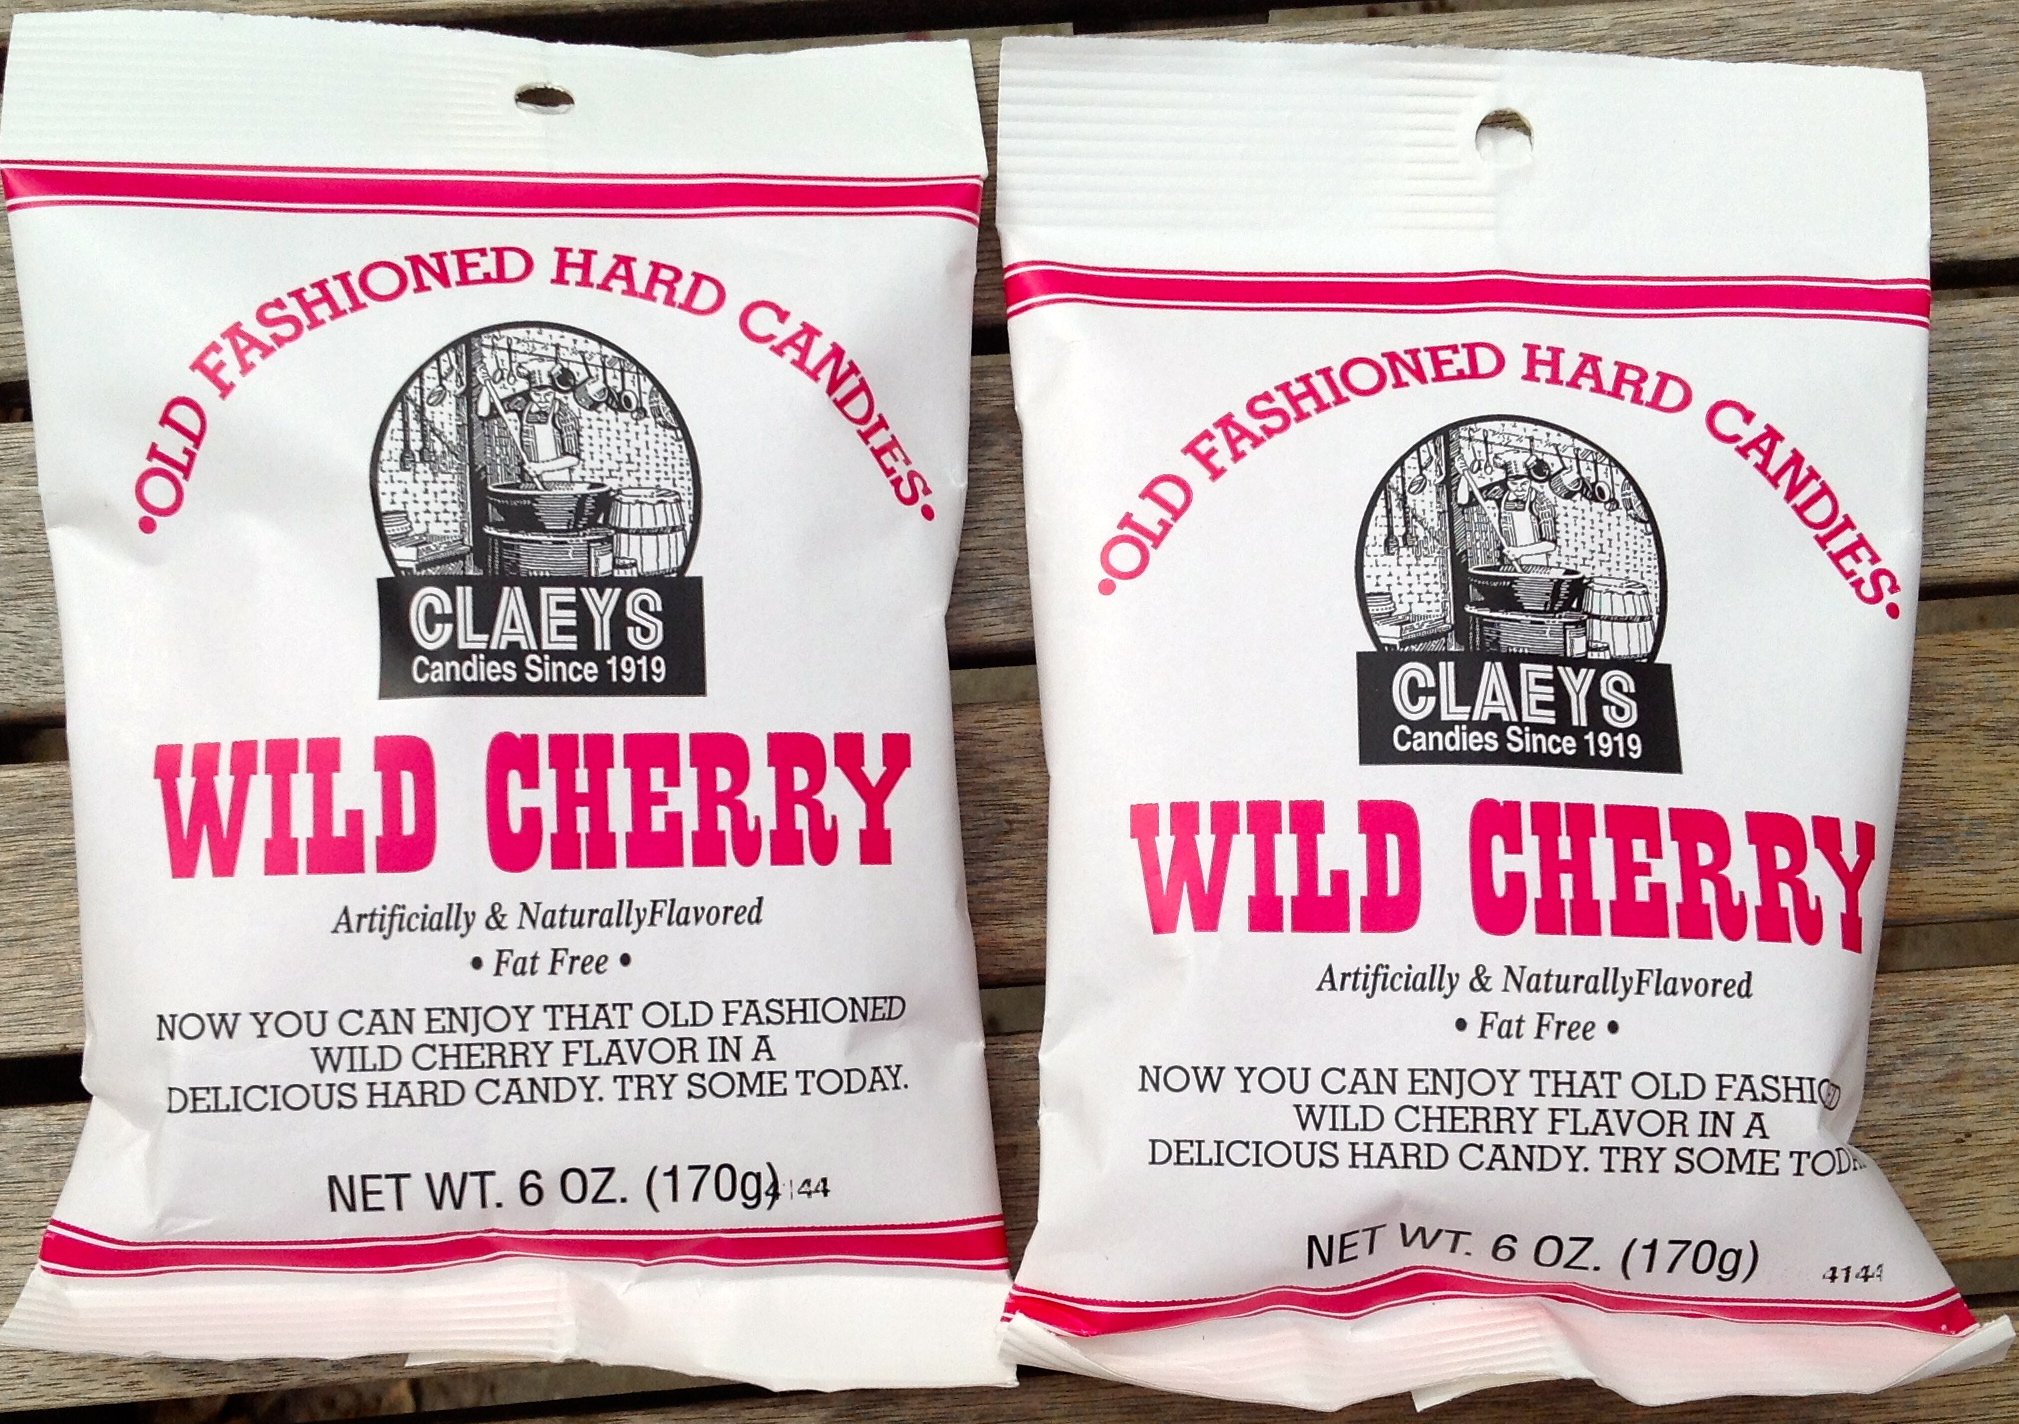 •OLD FASHIONED HARD CANDIES•
CLAEYS
Candies Since 1919
WILD CHERRY
Artificially & NaturallyFlavored
• Fat Free •
NOW YOU CAN ENJOY THAT OLD FASHIONED
WILD CHERRY FLAVOR IN A
DELICIOUS HARD CANDY. TRY SOME TODAY.
NET WT. 6 OZ. (170g) 4144
•OLD FASHIONED HARD CANDIES•
CLAEYS
Candies Since 1919
WILD CHERRY
Artificially & NaturallyFlavored
• Fat Free •
NOW YOU CAN ENJOY THAT OLD
WILD CHERRY FLAVOR IN A
DELICIOUS HARD CANDY. TRY SOME
NET WT. 6 OZ. (170g) 4144